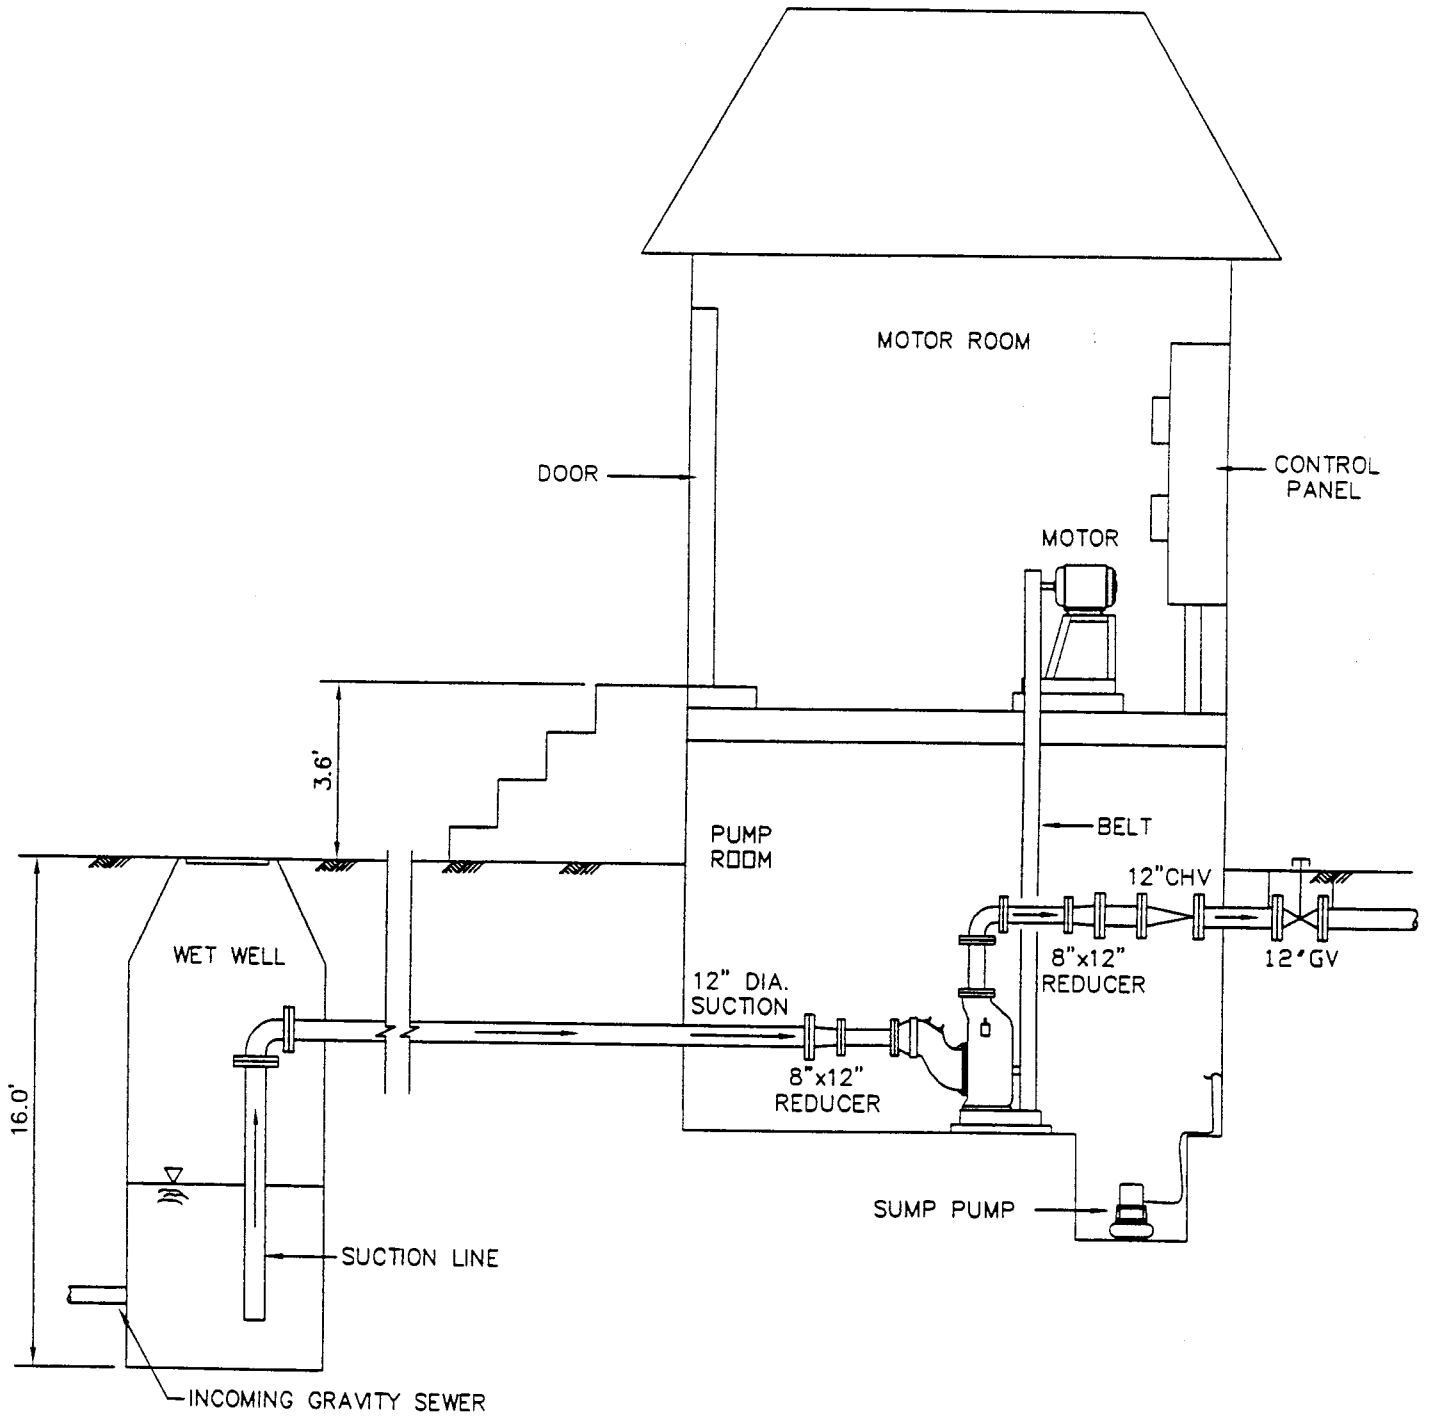 MOTOR ROOM
DOOR
CONTROL
PANEL
MOTOR
3.6'
PUMP
ROOM
BELT
12"CHV
WET WELL
8"x12"
REDUCER
12"GV
12" DIA.
SUCTION
8"x12"
REDUCER
16.0'
SUMP PUMP
SUCTION LINE
INCOMING GRAVITY SEWER